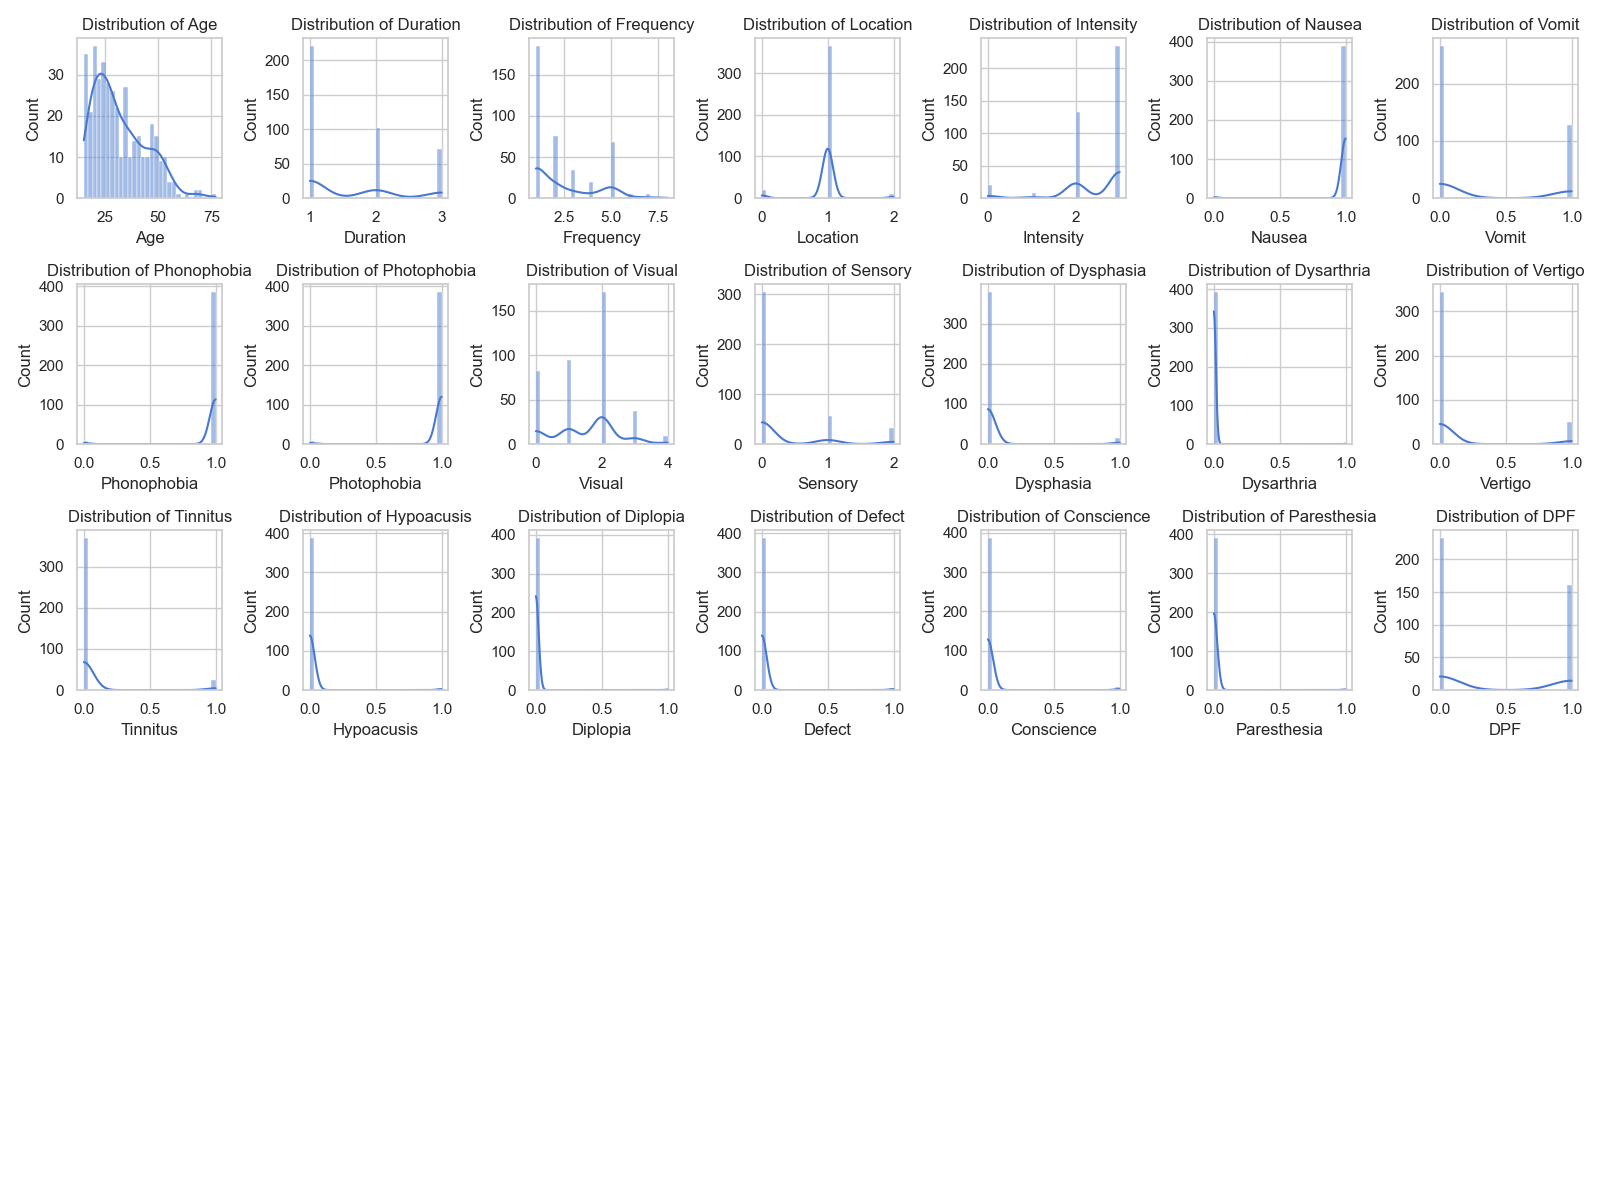 Distribution of Age
Count
30
20
10
0
25
50
75
Age
Distribution of Duration
Count
200
150
100
50
0
1
2
3
Duration
Distribution of Frequency
Count
150
100
50
0
2.5
5.0
7.5
Frequency
Distribution of Location
Count
300
200
100
0
0
1
2
Location
Distribution of Intensity
Count
200
150
100
50
0
0
2
Intensity
Distribution of Nausea
Count
400
300
200
100
0
0.0
0.5
1.0
Nausea
Distribution of Vomit
Count
200
100
0
0.0
0.5
1.0
Vomit
Distribution of Phonophobia
Count
400
300
200
100
0
0.0
0.5
1.0
Phonophobia
Distribution of Photophobia
Count
400
300
200
100
0
0.0
0.5
1.0
Photophobia
Distribution of Visual
Count
150
100
50
0
0
2
4
Visual
Distribution of Sensory
Count
300
200
100
0
0
1
2
Sensory
Distribution of Dysphasia
Count
300
200
100
0
0.0
0.5
1.0
Dysphasia
Distribution of Dysarthria
Count
400
300
200
100
0
0.0
0.5
1.0
Dysarthria
Distribution of Vertigo
Count
300
200
100
0
0.0
0.5
1.0
Vertigo
Distribution of Tinnitus
Count
300
200
100
0
0.0
0.5
1.0
Tinnitus
Distribution of Hypoacusis
Count
400
300
200
100
0
0.0
0.5
1.0
Hypoacusis
Distribution of Diplopia
Count
400
300
200
100
0
0.0
0.5
1.0
Diplopia
Distribution of Defect
Count
400
300
200
100
0
0.0
0.5
1.0
Defect
Distribution of Conscience
Count
400
300
200
100
0
0.0
0.5
1.0
Conscience
Distribution of Paresthesia
Count
400
300
200
100
0
0.0
0.5
1.0
Paresthesia
Distribution of DPF
Count
200
150
100
50
0
0.0
0.5
1.0
DPF